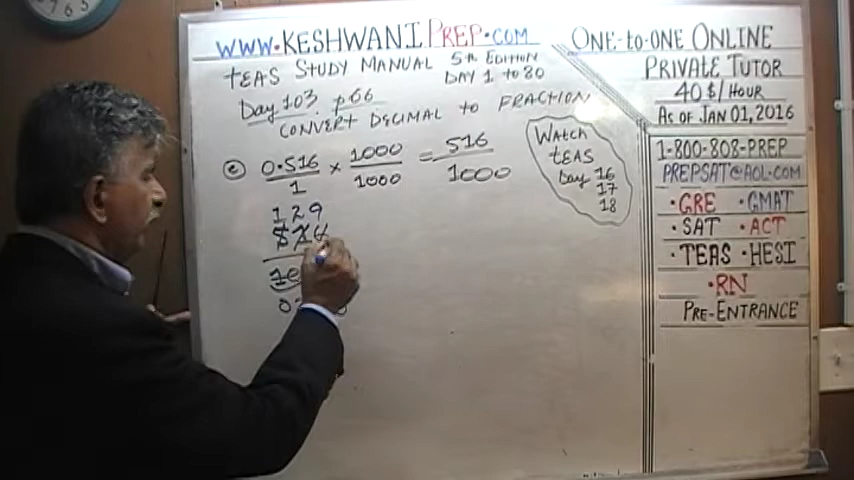 WWW.KESHWANIPREP.COM
TEAS STUDY MANUAL 5th EDITION
DAY 1 to 80
Day 103. p66
CONVERT DECIMAL to FRACTION
Watch
tEAS
Day 16
17
18
e 0.516/1 × 1000/1000 = 516/1000
129
ONE-to-ONE ONLINE
PRIVATE TUTOR
40$/HOUR
AS OF JAN 01, 2016
1-800-808-PREP
PREPSAT@AOL.COM
•GRE •GMAT
•SAT •ACT
•TEAS •HESI
•RN
PRE-ENTRANCE